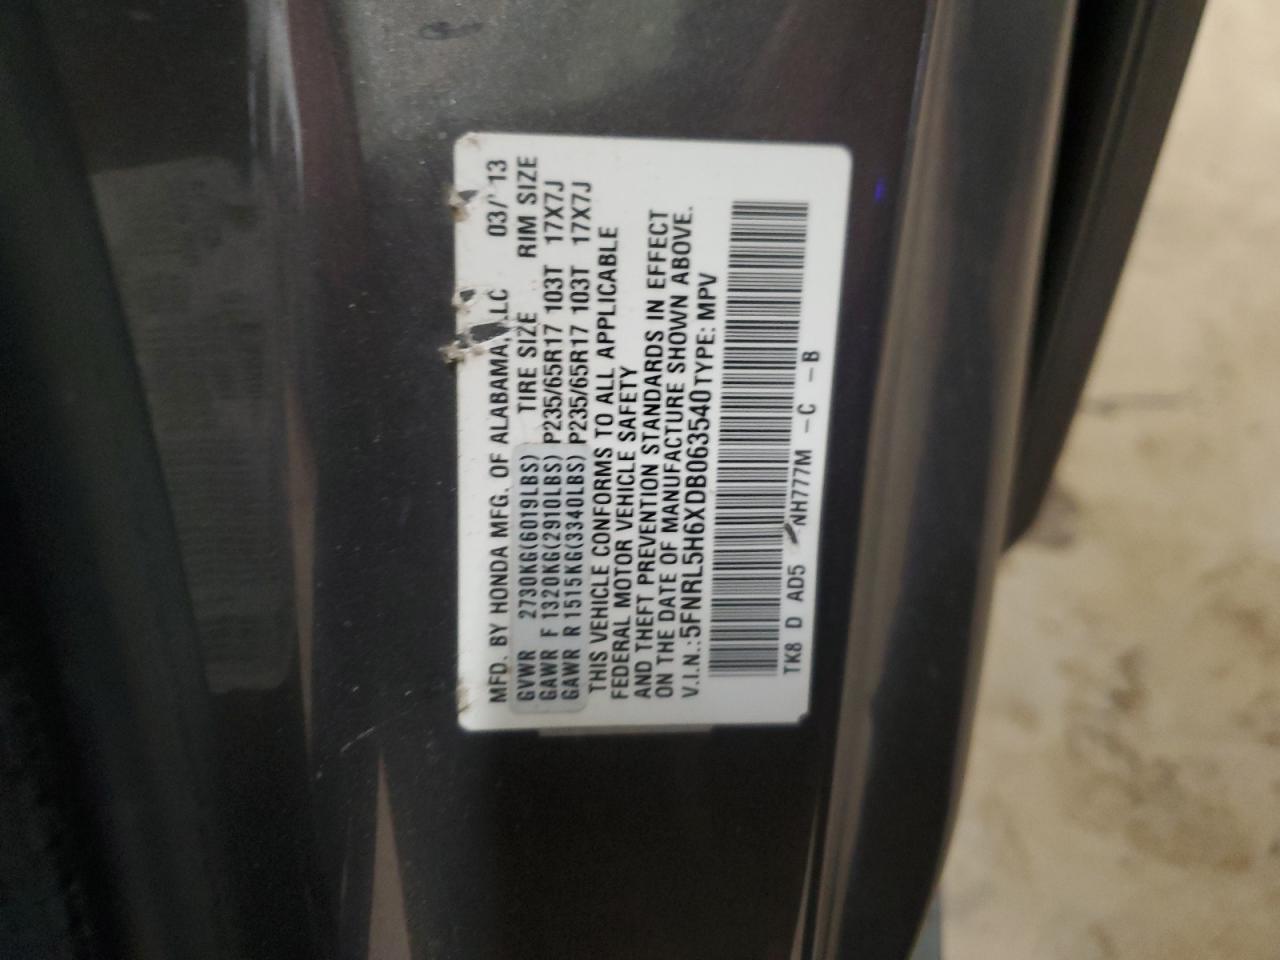 MFD. BY HONDA MFG. OF ALABAMA, LLC 03/'13
GVWR 2730KG(6019LBS) TIRE SIZE RIM SIZE
GAWR F 1320KG(2910LBS) P235/65R17 103T 17X7J
GAWR R 1515KG(3340LBS) P235/65R17 103T 17X7J
THIS VEHICLE CONFORMS TO ALL APPLICABLE
FEDERAL MOTOR VEHICLE SAFETY
AND THEFT PREVENTION STANDARDS IN EFFECT
ON THE DATE OF MANUFACTURE SHOWN ABOVE.
V.I.N.:5FNRL5H6XDB063540 TYPE: MPV
TK8 D AD5 NH777M -C -B